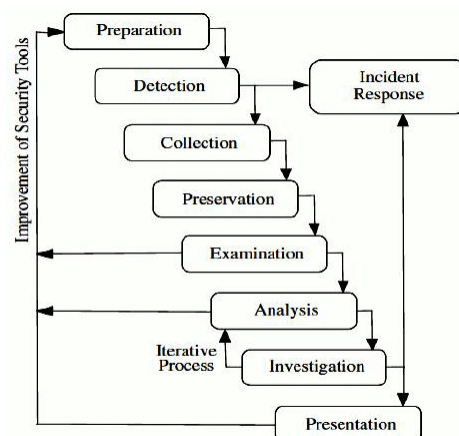 Improvement of Security Tools
Preparation
Detection
Incident
Response
Collection
Preservation
Examination
Analysis
Iterative
Process
Investigation
Presentation